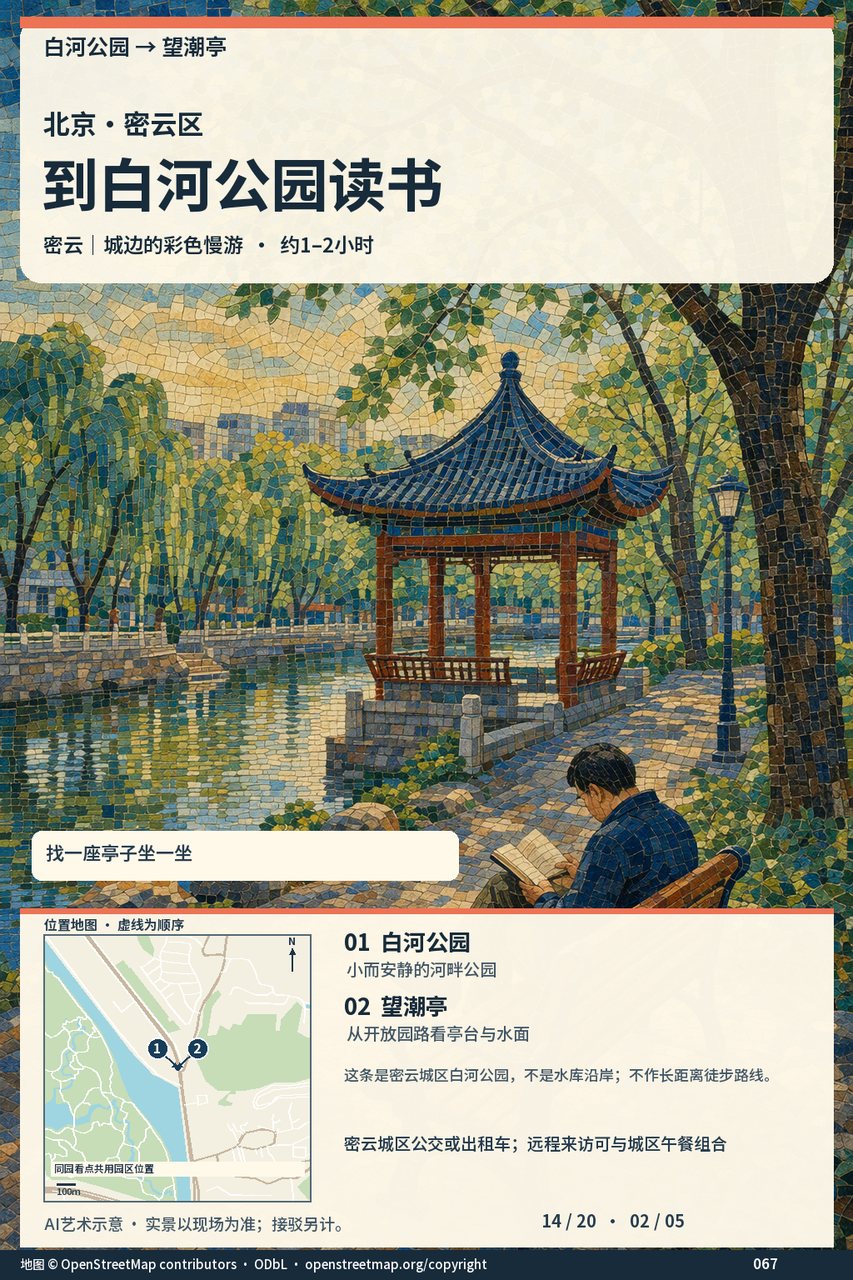 白河公园 → 望潮亭
北京·密云区
到白河公园读书
密云｜城边的彩色慢游 · 约1–2小时
找一座亭子坐一坐
位置地图 · 虚线为顺序
N
1
2
同园看点共用园区位置
100m
01 白河公园
小而安静的河畔公园
02 望潮亭
从开放园路看亭台与水面
这条是密云城区白河公园，不是水库沿岸；不作长距离徒步路线。
密云城区公交或出租车；远程来访可与城区午餐组合
AI艺术示意 · 实景以现场为准；接驳另计。
14 / 20 · 02 / 05
地图 © OpenStreetMap contributors · ODbL · openstreetmap.org/copyright
067